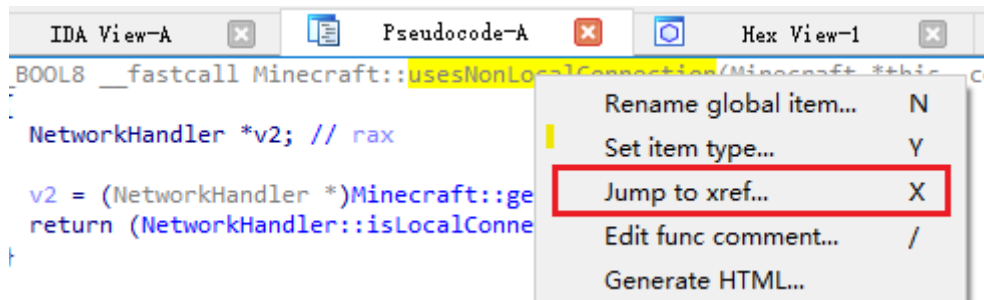 IDA View-A Pseudocode-A Hex View-1
_BOOL8 __fastcall Minecraft::usesNonLocalConnection(Minecraft *this, c
{
NetworkHandler *v2; // rax
v2 = (NetworkHandler *)Minecraft::ge
return (NetworkHandler::isLocalConne
}
Rename global item... N
Set item type... Y
Jump to xref... X
Edit func comment... /
Generate HTML...